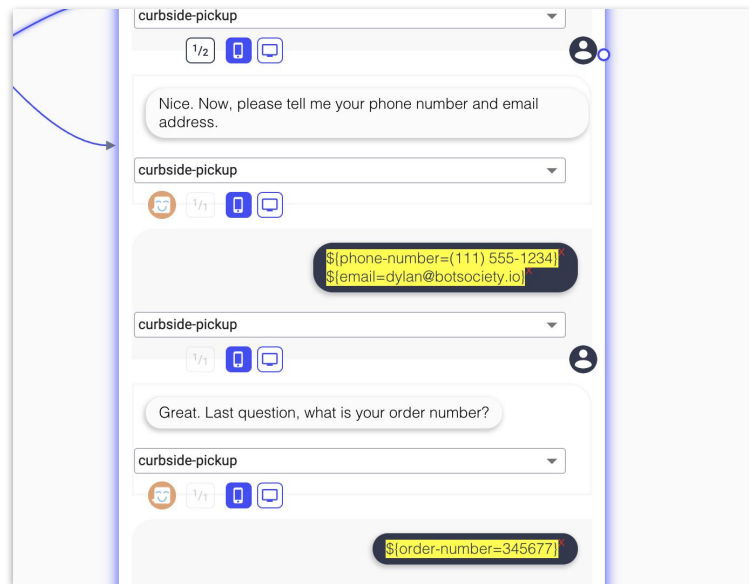 curbside-pickup
1/2
Nice. Now, please tell me your phone number and email
address.
curbside-pickup
1/1
${phone-number=(111) 555-1234}x
${email=dylan@botsociety.io}x
curbside-pickup
1/1
Great. Last question, what is your order number?
curbside-pickup
1/1
${order-number=345677}x